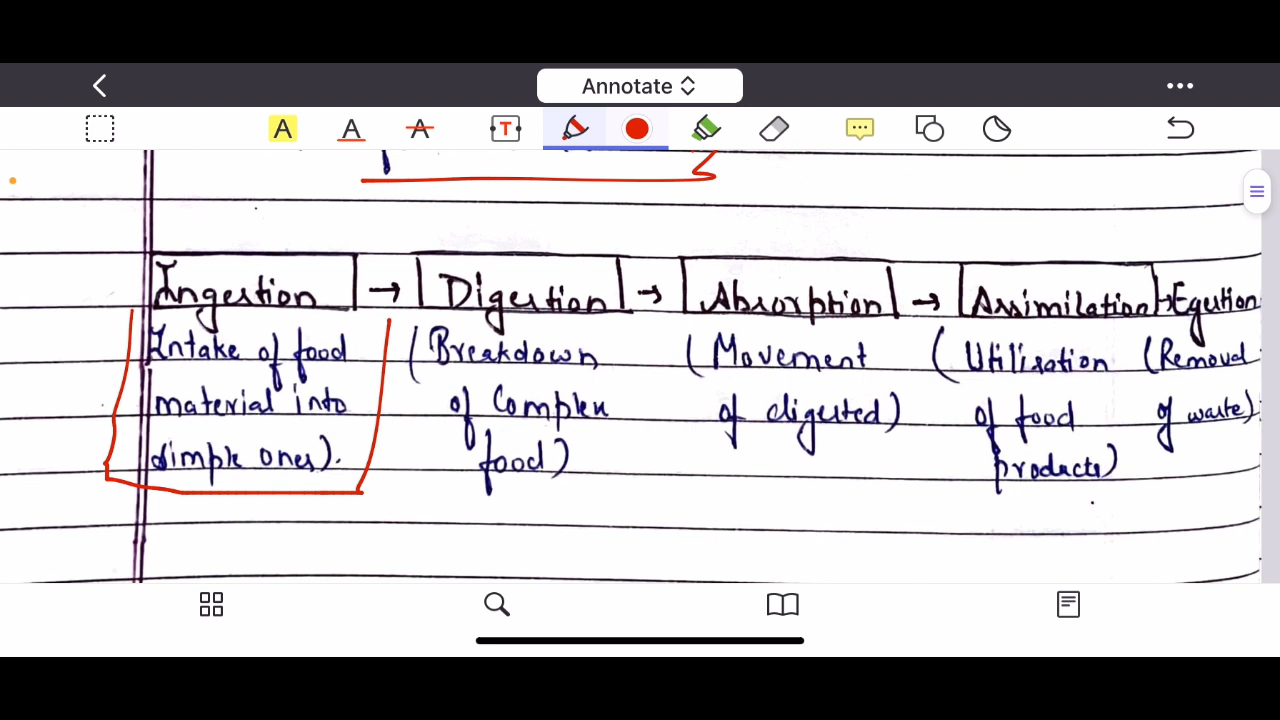 Annotate
Ingestion → Digestion → Absorption → Assimilation → Egestion
Intake of food (Breakdown (Movement (Utilisation (Removal
material into of Complex of digested) of food of waste)
simple ones). food) products)